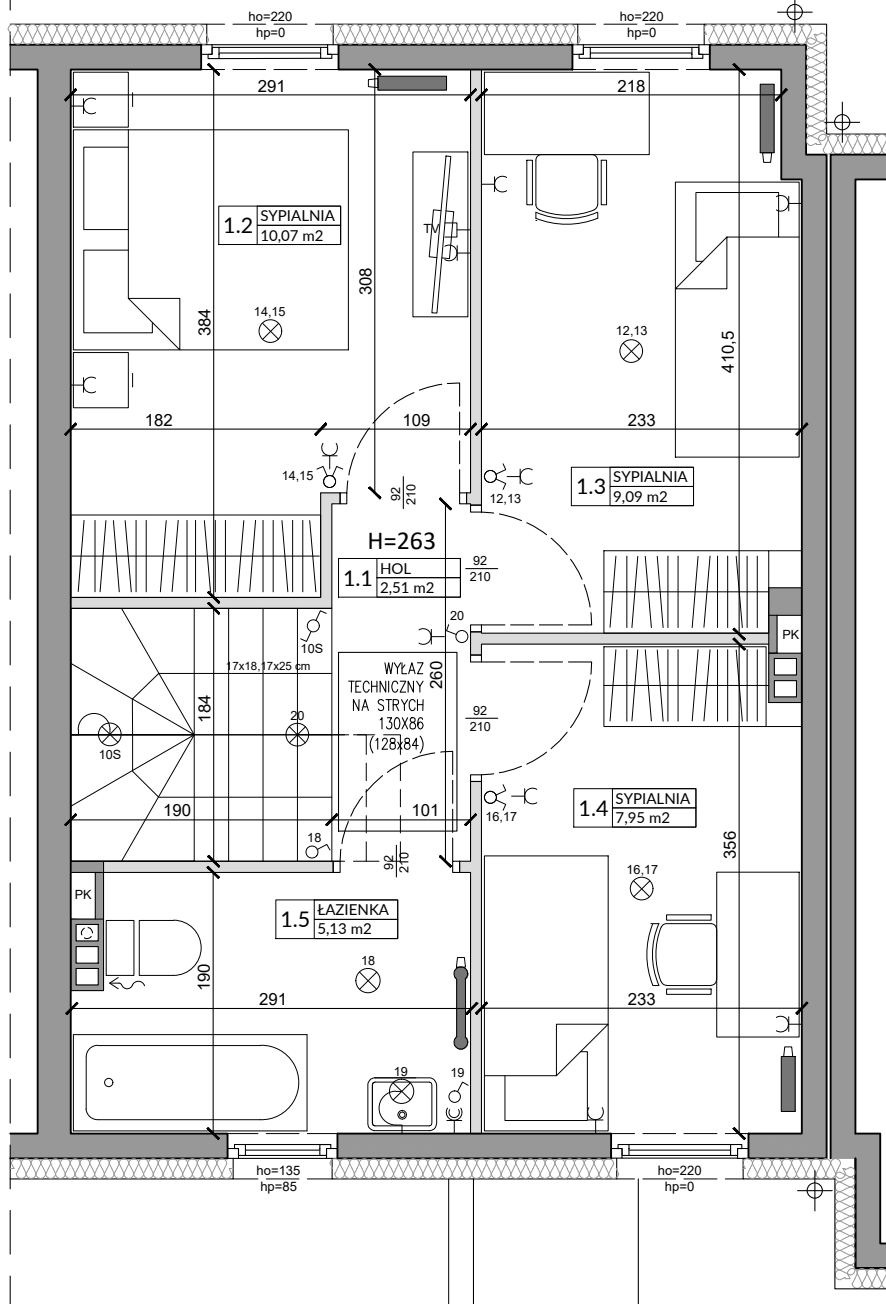 ho=220
hp=0
ho=220
hp=0
291
218
1.2
SYPIALNIA
10,07 m2
TV
308
384
14,15
12,13
410,5
182
109
233
14,15
92
210
12,13
1.3
SYPIALNIA
9,09 m2
H=263
1.1
HOL
2,51 m2
92
210
20
10S
PK
17x18,17x25 cm
WYŁAZ
TECHNICZNY
NA STRYCH
130X86
(128x84)
260
184
20
10S
92
210
190
101
16,17
1.4
SYPIALNIA
7,95 m2
18
92
210
356
PK
1.5
ŁAZIENKA
5,13 m2
16,17
18
190
291
233
19
19
ho=135
hp=85
ho=220
hp=0